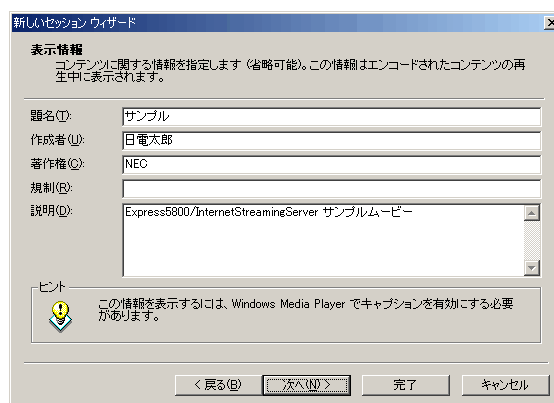 新しいセッション ウィザード
表示情報
コンテンツに関する情報を指定します (省略可能)。この情報はエンコードされたコンテンツの再
生中に表示されます。
題名(T): サンプル
作成者(U): 日電太郎
著作権(C): NEC
規制(R):
説明(D): Express5800/InternetStreamingServer サンプルムービー
ヒント
この情報を表示するには、Windows Media Player でキャプションを有効にする必要
があります。
< 戻る(B) 次へ(N) > 完了 キャンセル